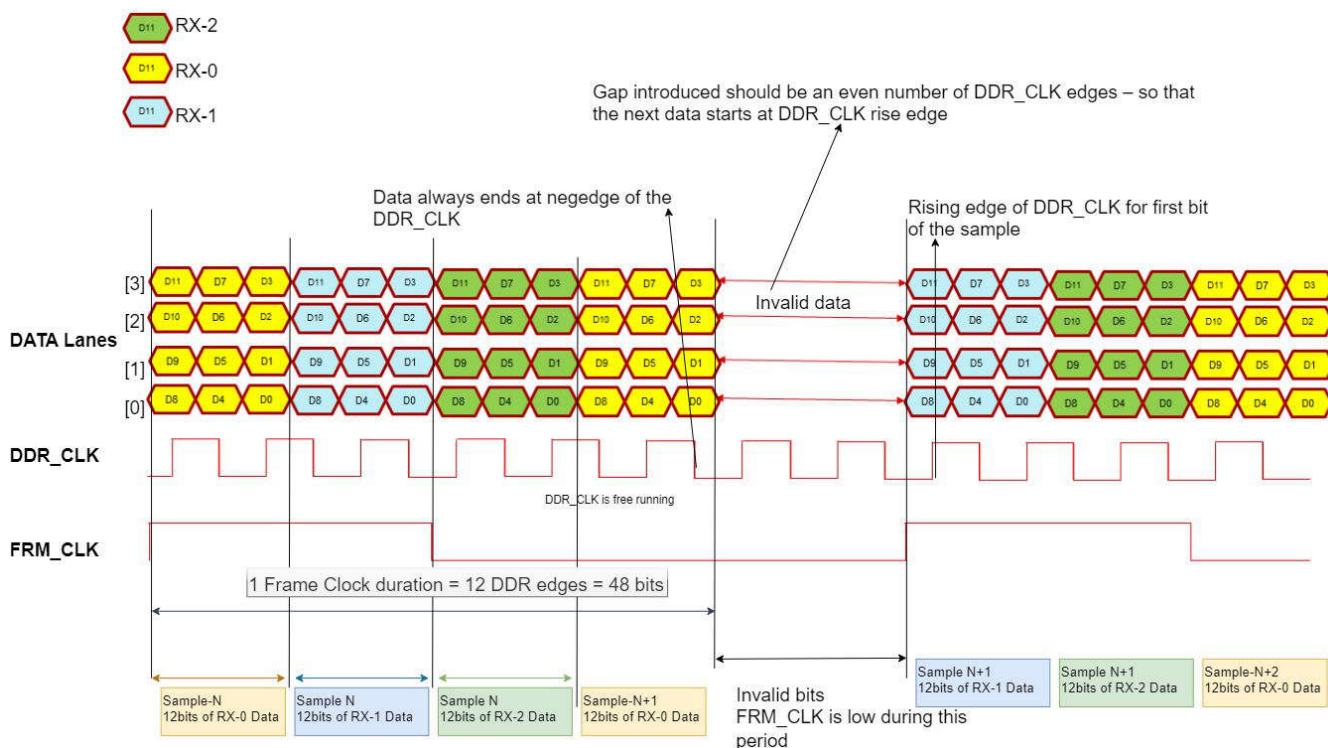 D11 RX-2
D11 RX-0
D11 RX-1
Gap introduced should be an even number of DDR_CLK edges – so that
the next data starts at DDR_CLK rise edge
Data always ends at negedge of the
DDR_CLK
Rising edge of DDR_CLK for first bit
of the sample
[3] D11 D7 D3 D11 D7 D3 D11 D7 D3 D11 D7 D3 D11 D7 D3 D11 D7 D3 D11 D7 D3
Invalid data
[2] D10 D6 D2 D10 D6 D2 D10 D6 D2 D10 D6 D2 D10 D6 D2 D10 D6 D2 D10 D6 D2
DATA Lanes
[1] D9 D5 D1 D9 D5 D1 D9 D5 D1 D9 D5 D1 D9 D5 D1 D9 D5 D1 D9 D5 D1
[0] D8 D4 D0 D8 D4 D0 D8 D4 D0 D8 D4 D0 D8 D4 D0 D8 D4 D0 D8 D4 D0
DDR_CLK
DDR_CLK is free running
FRM_CLK
1 Frame Clock duration = 12 DDR edges = 48 bits
Sample-N
12bits of RX-0 Data
Sample N
12bits of RX-1 Data
Sample N
12bits of RX-2 Data
Sample-N+1
12bits of RX-0 Data
Invalid bits
FRM_CLK is low during this
period
Sample N+1
12bits of RX-1 Data
Sample N+1
12bits of RX-2 Data
Sample-N+2
12bits of RX-0 Data